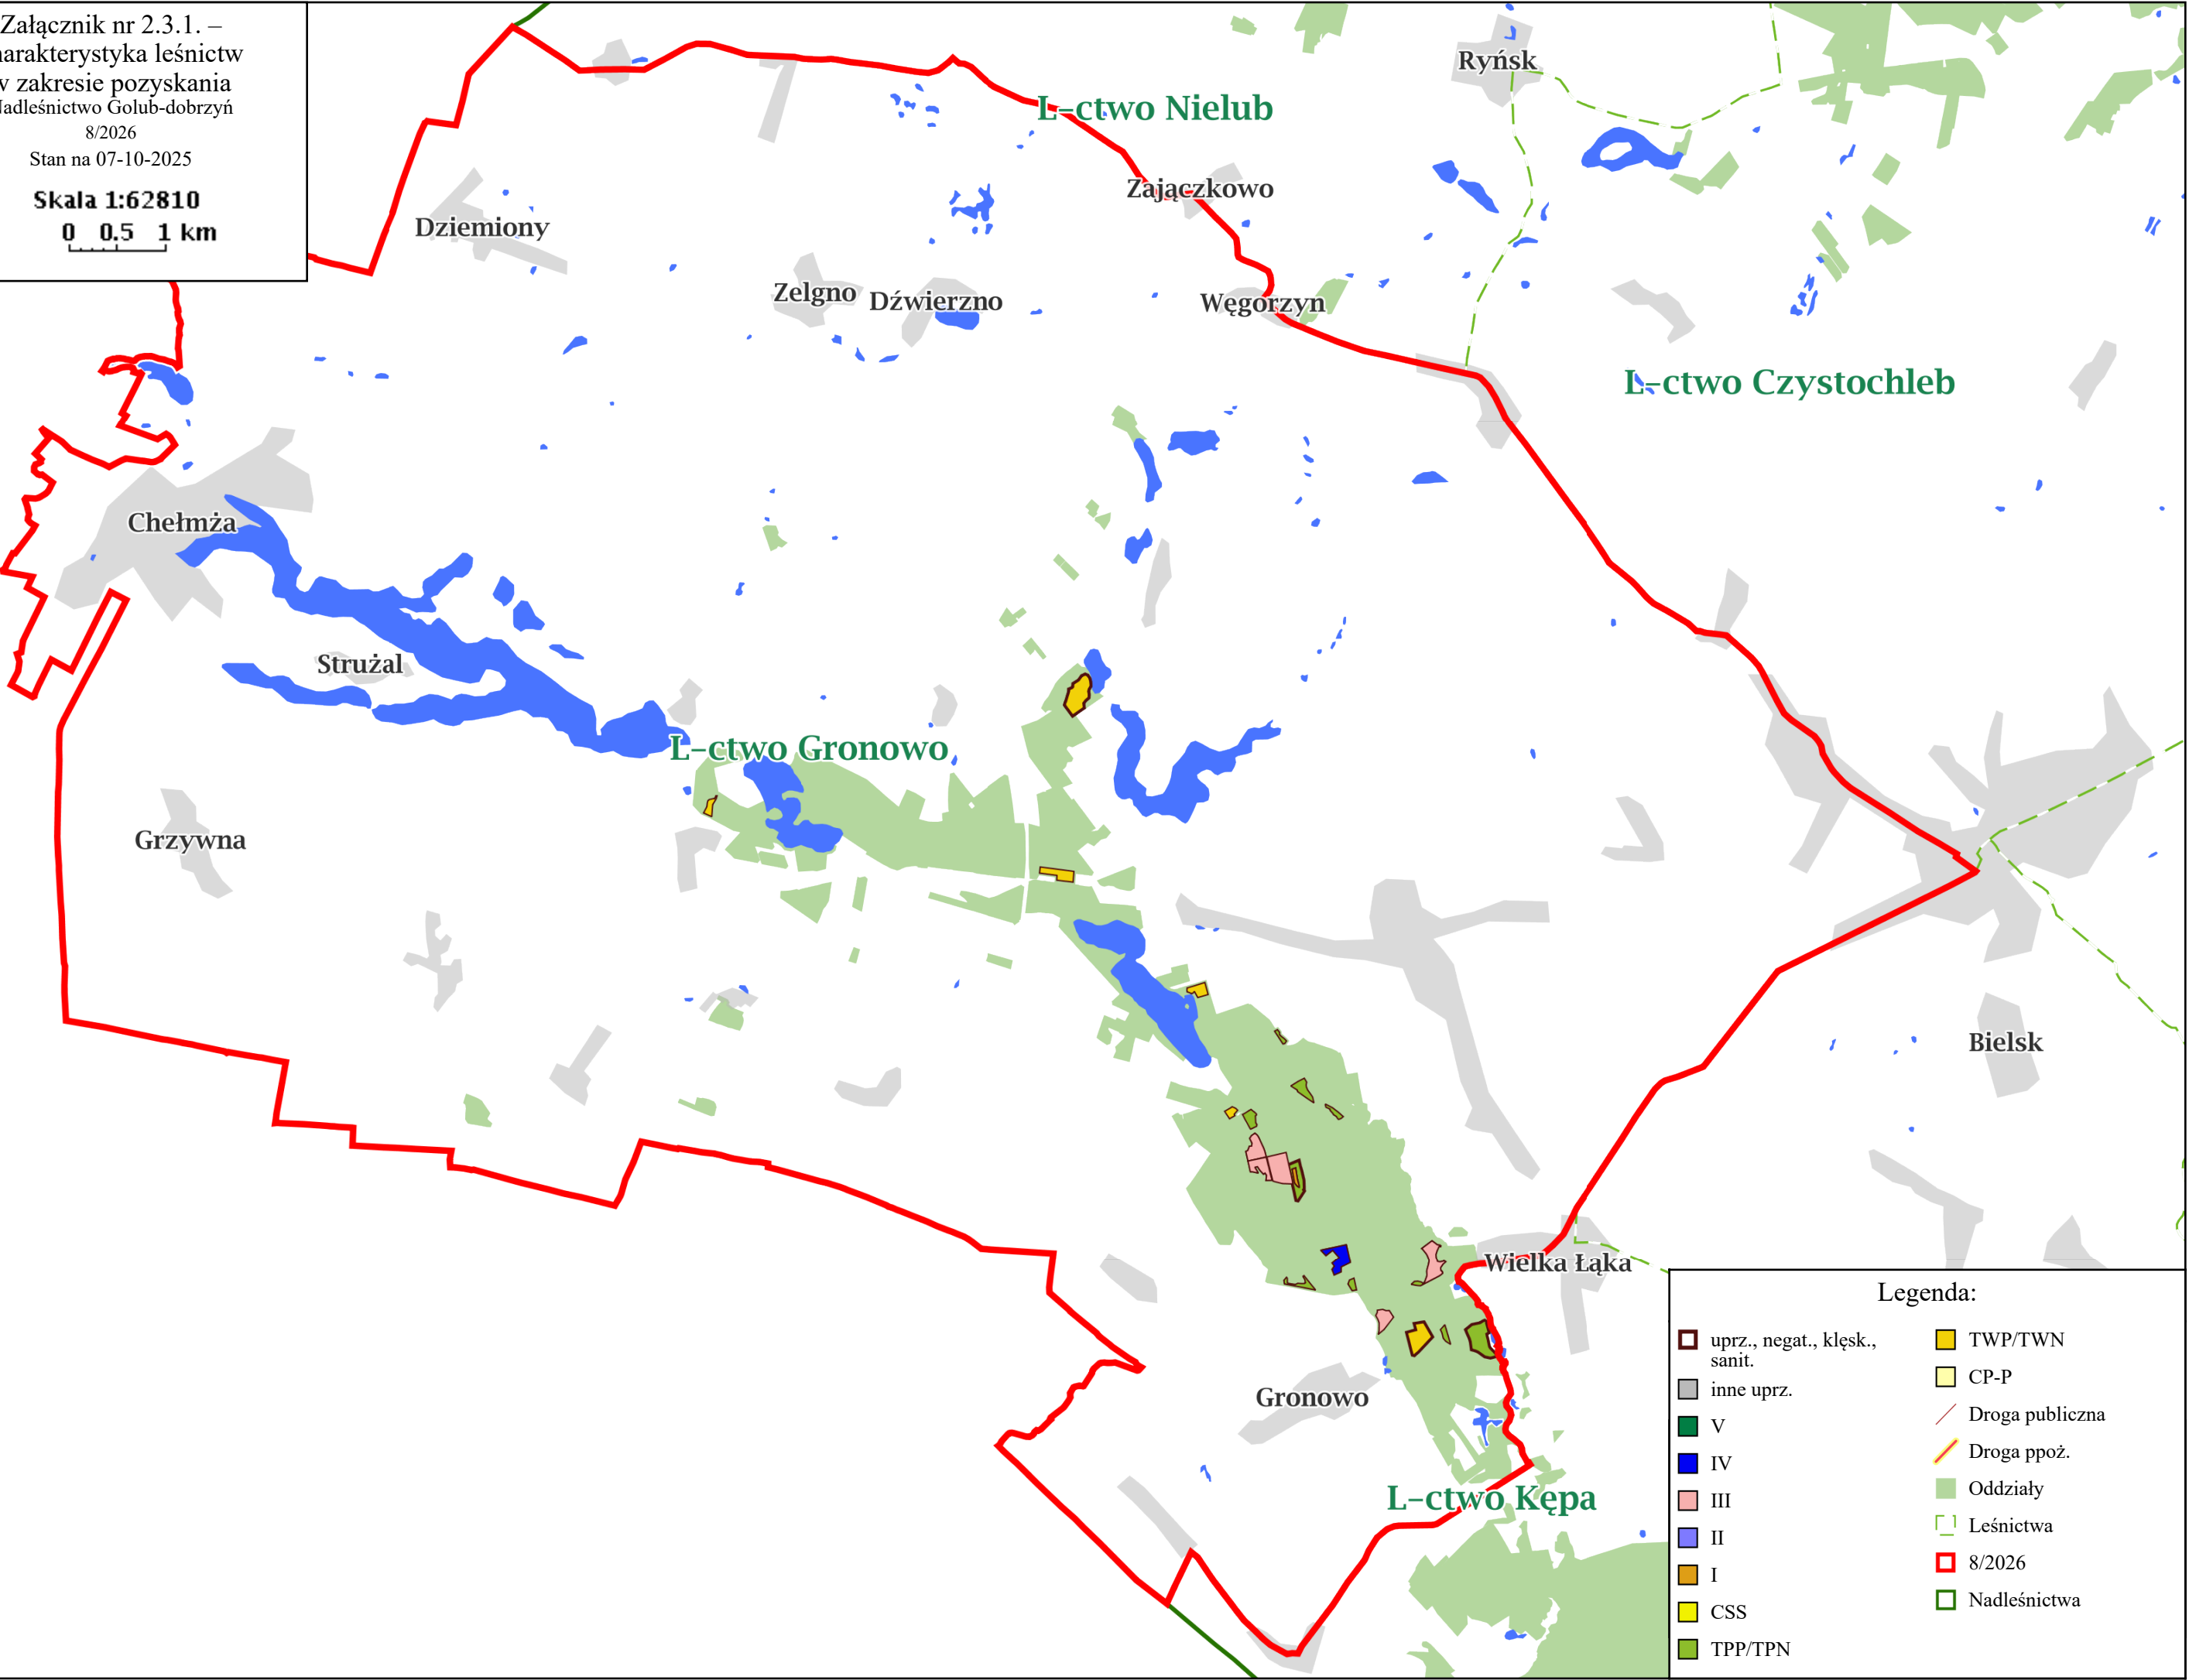 Załącznik nr 2.3.1. –
harakterystyka leśnictw
w zakresie pozyskania
Nadleśnictwo Golub-dobrzyń
8/2026
Stan na 07-10-2025
Skala 1:62810
0 0.5 1 km
Ryńsk
L-ctwo Nielub
Zajączkowo
Dziemiony
Zelgno
Dźwierzno
Węgorzyn
L-ctwo Czystochleb
Chełmża
Strużal
L-ctwo Gronowo
Grzywna
Bielsk
Wielka Łąka
Gronowo
L-ctwo Kępa
Legenda:
uprz., negat., klęsk.,
sanit.
inne uprz.
V
IV
III
II
I
CSS
TPP/TPN
TWP/TWN
CP-P
Droga publiczna
Droga ppoż.
Oddziały
Leśnictwa
8/2026
Nadleśnictwa